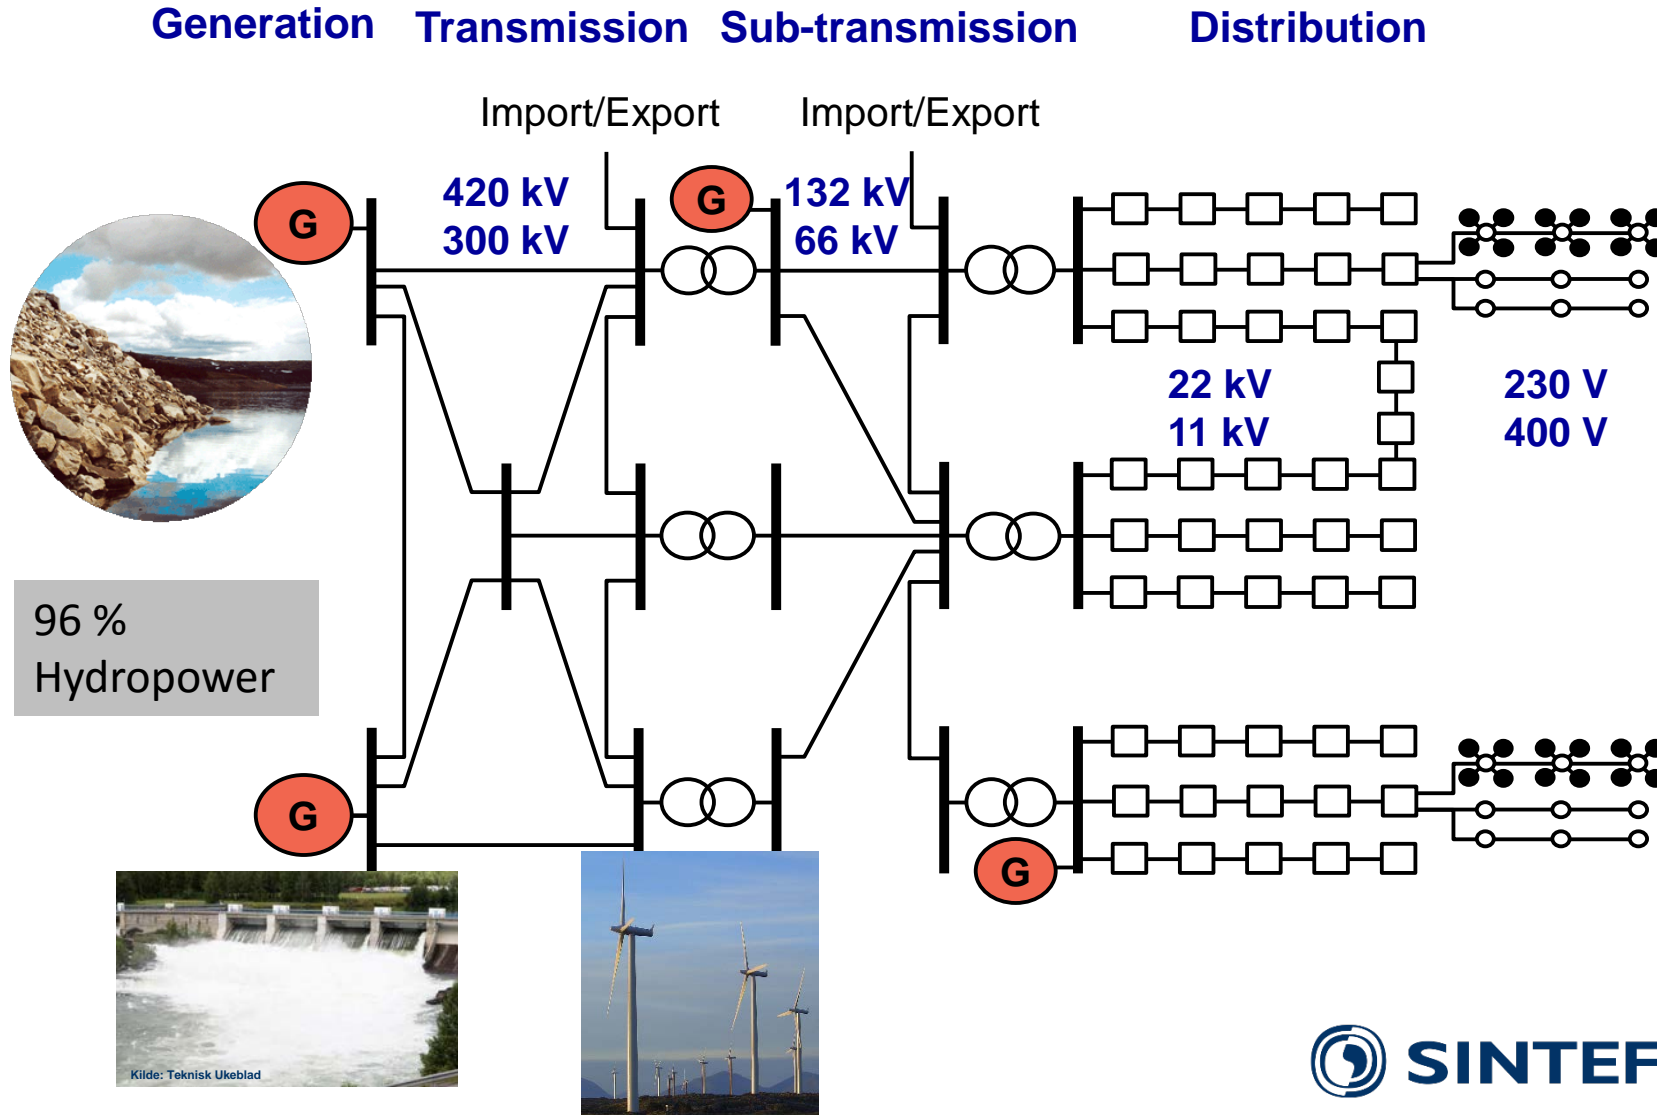 Generation Transmission Sub-transmission Distribution
Import/Export Import/Export
G
420 kV
300 kV
G
132 kV
66 kV
22 kV
11 kV
230 V
400 V
96 %
Hydropower
G
G
Kilde: Teknisk Ukeblad
SINTEF